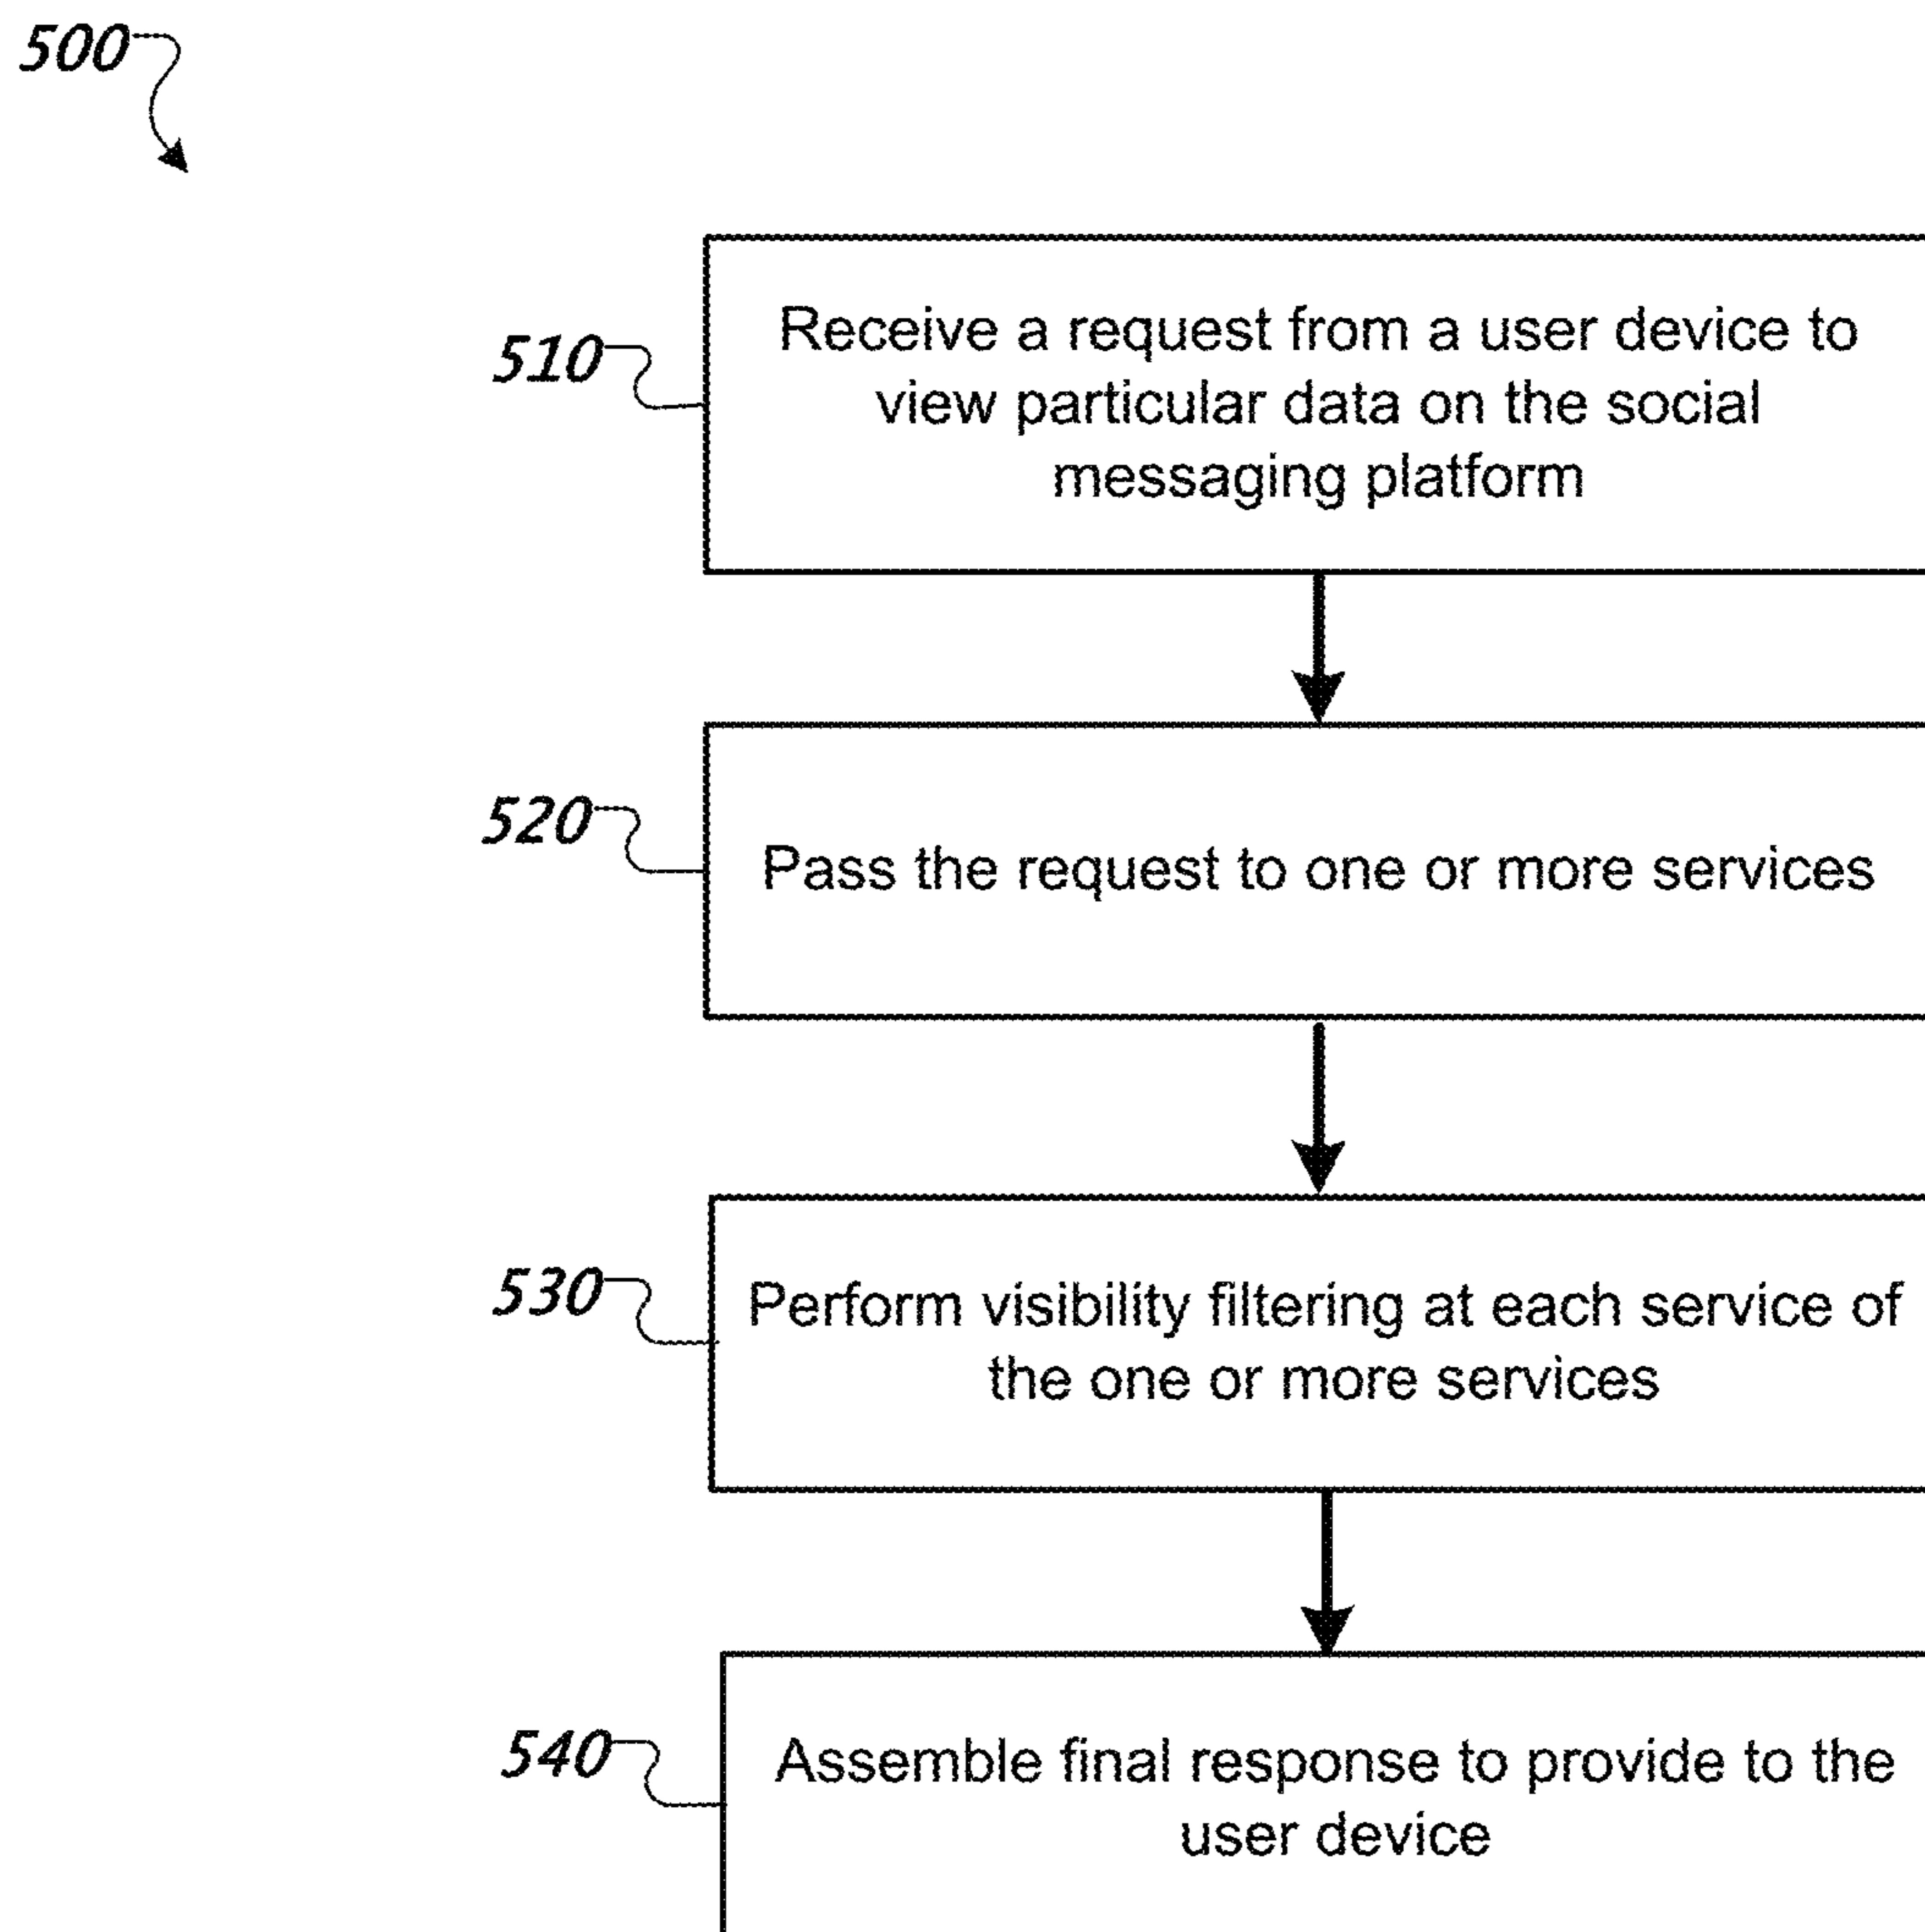 500
510
Receive a request from a user device to
view particular data on the social
messaging platform
520
Pass the request to one or more services
530
Perform visibility filtering at each service of
the one or more services
540
Assemble final response to provide to the
user device